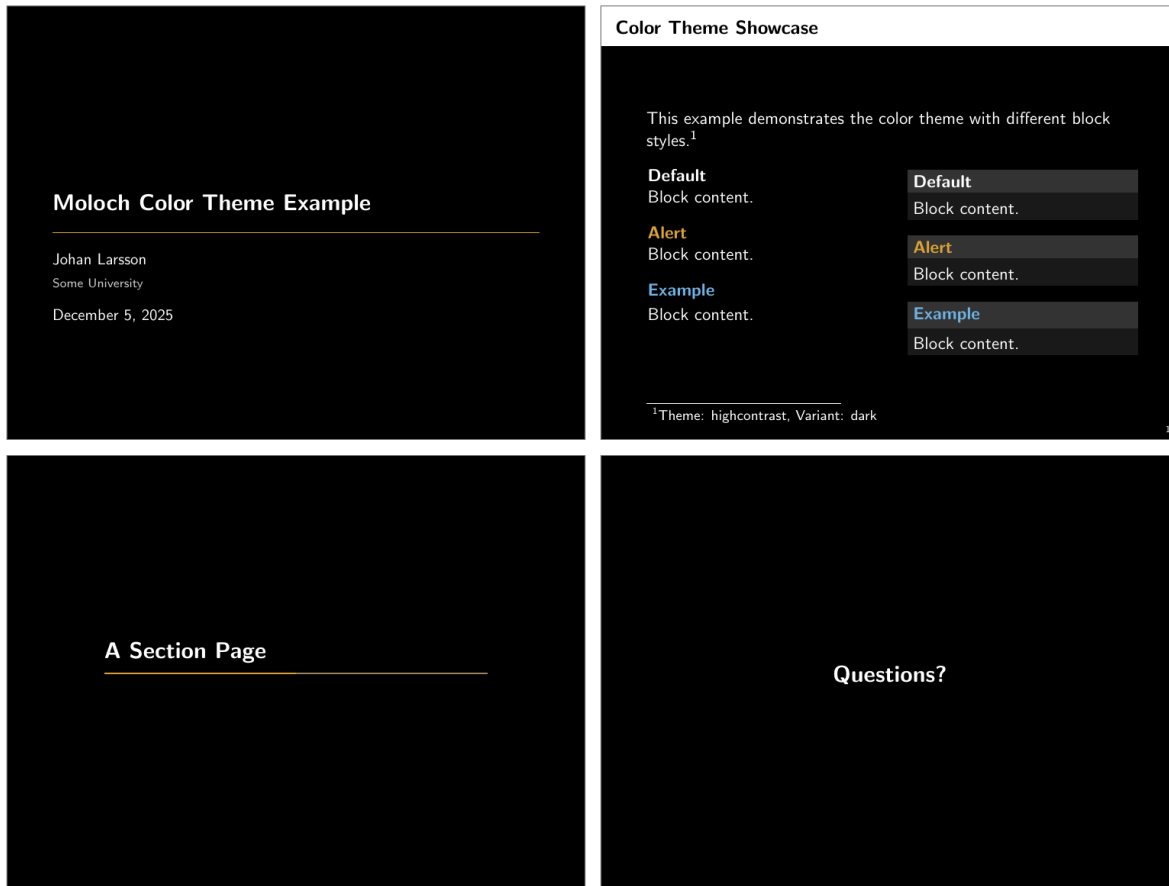 Moloch Color Theme Example
Johan Larsson
Some University
December 5, 2025
Color Theme Showcase
This example demonstrates the color theme with different block
styles.¹
Default
Block content.
Alert
Block content.
Example
Block content.
Default
Block content.
Alert
Block content.
Example
Block content.
¹Theme: highcontrast, Variant: dark
1
A Section Page
Questions?